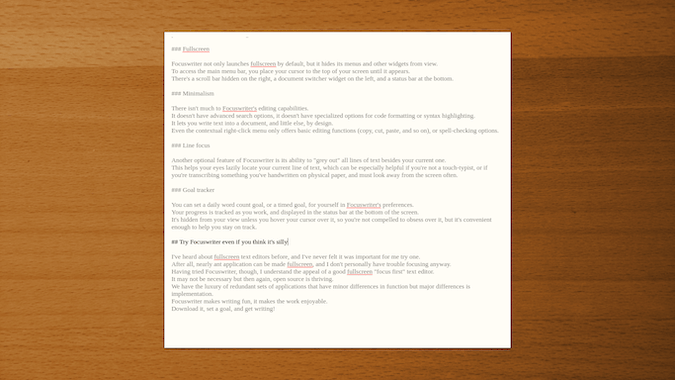 ### Fullscreen
Focuswriter not only launches fullscreen by default, but it hides its menus and other widgets from view.
To access the main menu bar, you place your cursor to the top of your screen until it appears.
There's a scroll bar hidden on the right, a document switcher widget on the left, and a status bar at the bottom.
### Minimalism
There isn't much to Focuswriter's editing capabilities.
It doesn't have advanced search options, it doesn't have specialized options for code formatting or syntax highlighting.
It lets you write text into a document, and little else, by design.
Even the contextual right-click menu only offers basic editing functions (copy, cut, paste, and so on), or spell-checking options.
### Line focus
Another optional feature of Focuswriter is its ability to "grey out" all lines of text besides your current one.
This helps your eyes lazily locate your current line of text, which can be especially helpful if you're not a touch-typist, or if
you're transcribing something you've handwritten on physical paper, and must look away from the screen often.
### Goal tracker
You can set a daily word count goal, or a timed goal, for yourself in Focuswriter's preferences.
Your progress is tracked as you work, and displayed in the status bar at the bottom of the screen.
It's hidden from your view unless you hover your cursor over it, so you're not compelled to obsess over it, but it's convenient
enough to help you stay on track.
## Try Focuswriter even if you think it's silly
I've heard about fullscreen text editors before, and I've never felt it was important for me try one.
After all, nearly any application can be made fullscreen, and I don't personally have trouble focusing anyway.
Having tried Focuswriter, though, I understand the appeal of a good fullscreen "focus first" text editor.
It may not be necessary but then again, open source is thriving.
We have the luxury of redundant sets of applications that have minor differences in function but major differences is
implementation.
Focuswriter makes writing fun, it makes the work enjoyable.
Download it, set a goal, and get writing!